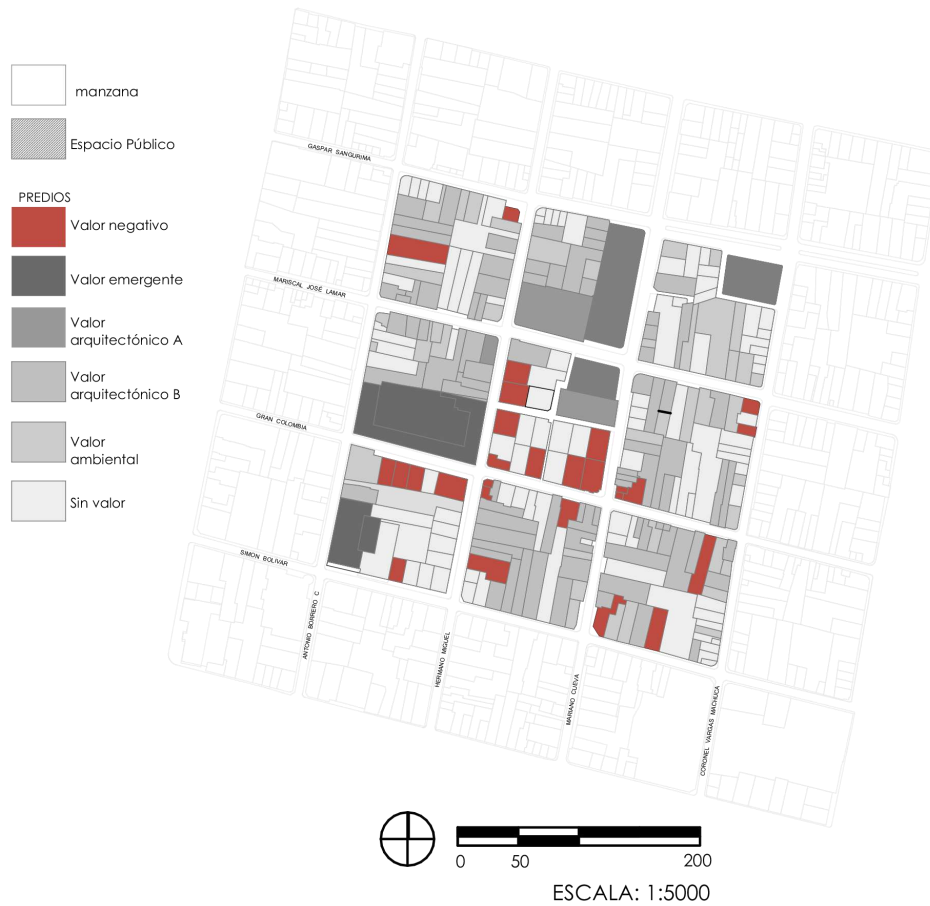 manzana
Espacio Público
PREDIOS
Valor negativo
Valor emergente
Valor
arquitectónico A
Valor
arquitectónico B
Valor
ambiental
Sin valor
GASPAR SANGURIMA
MARISCAL JOSÉ LAMAR
GRAN COLOMBIA
SIMON BOLIVAR
ANTONIO BORRERO C
HERMANO MIGUEL
MARIANO CUEVA
CORONEL VARGAS MACHUCA
0 50 200
ESCALA: 1:5000